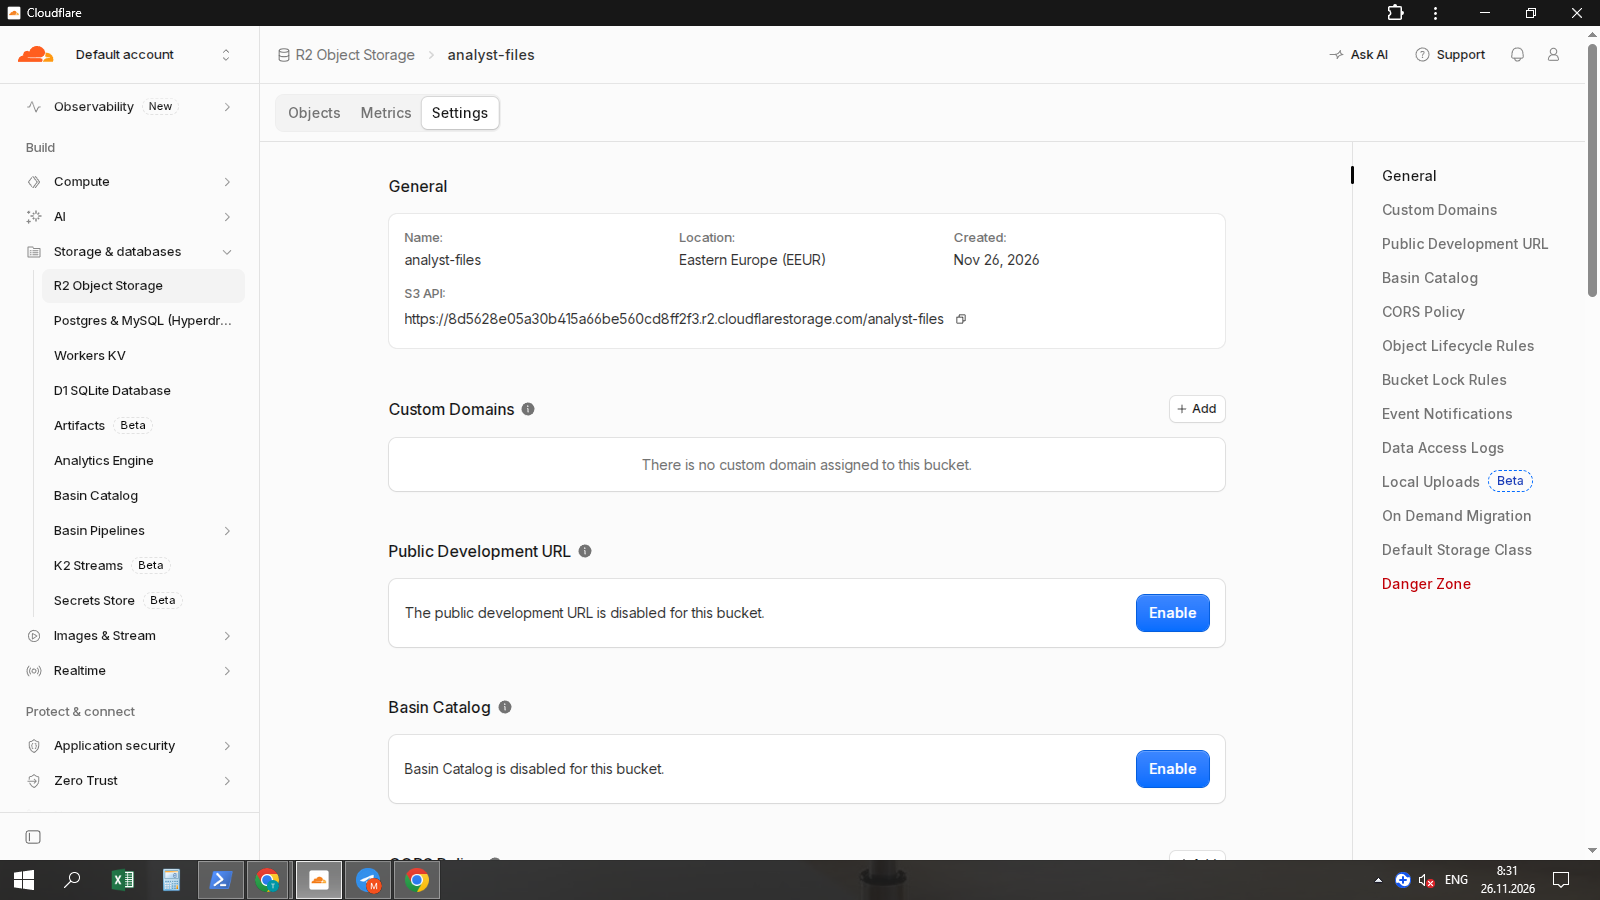 Cloudflare
Default account
R2 Object Storage
analyst-files
Ask AI
Support
Observability New
Build
Compute
AI
Storage & databases
R2 Object Storage
Postgres & MySQL (Hyperdr...
Workers KV
D1 SQLite Database
Artifacts Beta
Analytics Engine
Basin Catalog
Basin Pipelines
K2 Streams Beta
Secrets Store Beta
Images & Stream
Realtime
Protect & connect
Application security
Zero Trust
Objects Metrics Settings
General
Name: Location: Created:
analyst-files Eastern Europe (EEUR) Nov 26, 2026
S3 API:
https://8d5628e05a30b415a66be560cd8ff2f3.r2.cloudflarestorage.com/analyst-files
Custom Domains
+ Add
There is no custom domain assigned to this bucket.
Public Development URL
The public development URL is disabled for this bucket.
Enable
Basin Catalog
Basin Catalog is disabled for this bucket.
Enable
General
Custom Domains
Public Development URL
Basin Catalog
CORS Policy
Object Lifecycle Rules
Bucket Lock Rules
Event Notifications
Data Access Logs
Local Uploads Beta
On Demand Migration
Default Storage Class
Danger Zone
ENG
8:31
26.11.2026